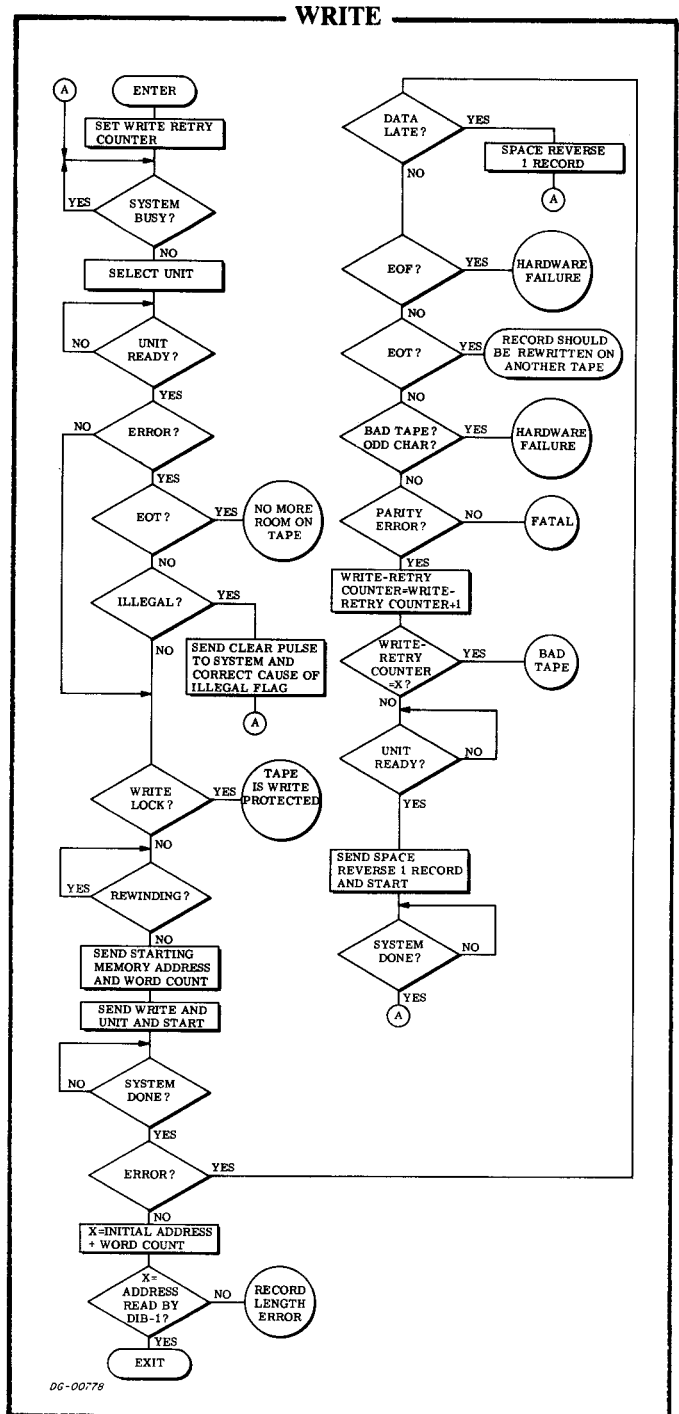 WRITE
A
ENTER
SET WRITE RETRY
COUNTER
YES
SYSTEM
BUSY?
NO
SELECT UNIT
NO
UNIT
READY?
YES
NO
ERROR?
YES
EOT?
YES
NO MORE
ROOM ON
TAPE
NO
ILLEGAL?
YES
NO
SEND CLEAR PULSE
TO SYSTEM AND
CORRECT CAUSE OF
ILLEGAL FLAG
A
WRITE
LOCK?
YES
TAPE
IS WRITE
PROTECTED
NO
YES
REWINDING?
NO
SEND STARTING
MEMORY ADDRESS
AND WORD COUNT
SEND WRITE AND
UNIT AND START
NO
SYSTEM
DONE?
YES
ERROR?
YES
NO
X=INITIAL ADDRESS
+ WORD COUNT
X=
ADDRESS
READ BY
DIB-1?
NO
RECORD
LENGTH
ERROR
YES
EXIT
DATA
LATE?
YES
SPACE REVERSE
1 RECORD
A
NO
EOF?
YES
HARDWARE
FAILURE
NO
EOT?
YES
RECORD SHOULD
BE REWRITTEN ON
ANOTHER TAPE
NO
BAD TAPE?
ODD CHAR?
YES
HARDWARE
FAILURE
NO
PARITY
ERROR?
NO
FATAL
YES
WRITE-RETRY
COUNTER=WRITE-
RETRY COUNTER+1
WRITE-
RETRY
COUNTER
=X?
YES
BAD
TAPE
NO
UNIT
READY?
NO
YES
SEND SPACE
REVERSE 1 RECORD
AND START
SYSTEM
DONE?
NO
YES
A
DG-00778